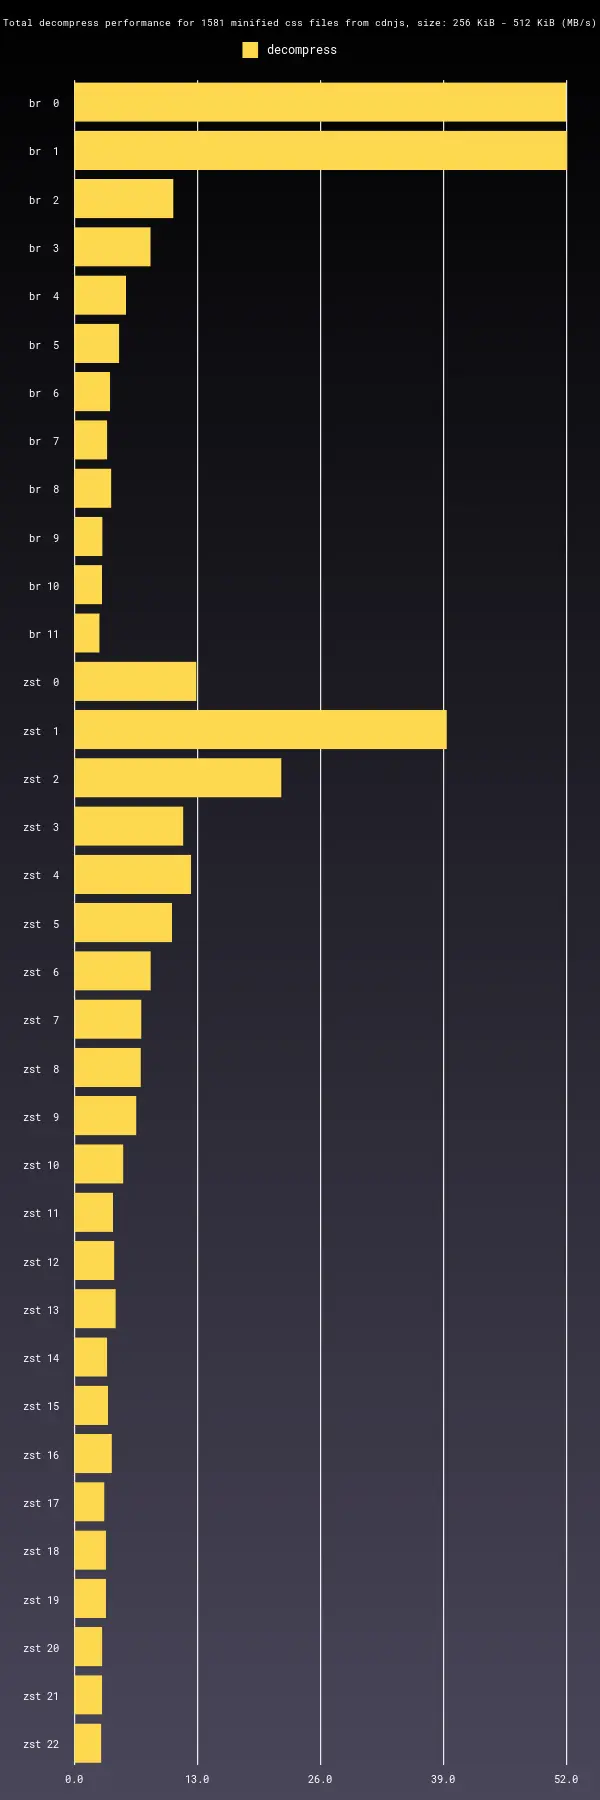 Total decompress performance for 1581 minified css files from cdnjs, size: 256 KiB - 512 KiB (MB/s)
decompress
br 0
br 1
br 2
br 3
br 4
br 5
br 6
br 7
br 8
br 9
br 10
br 11
zst 0
zst 1
zst 2
zst 3
zst 4
zst 5
zst 6
zst 7
zst 8
zst 9
zst 10
zst 11
zst 12
zst 13
zst 14
zst 15
zst 16
zst 17
zst 18
zst 19
zst 20
zst 21
zst 22
0.0 13.0 26.0 39.0 52.0